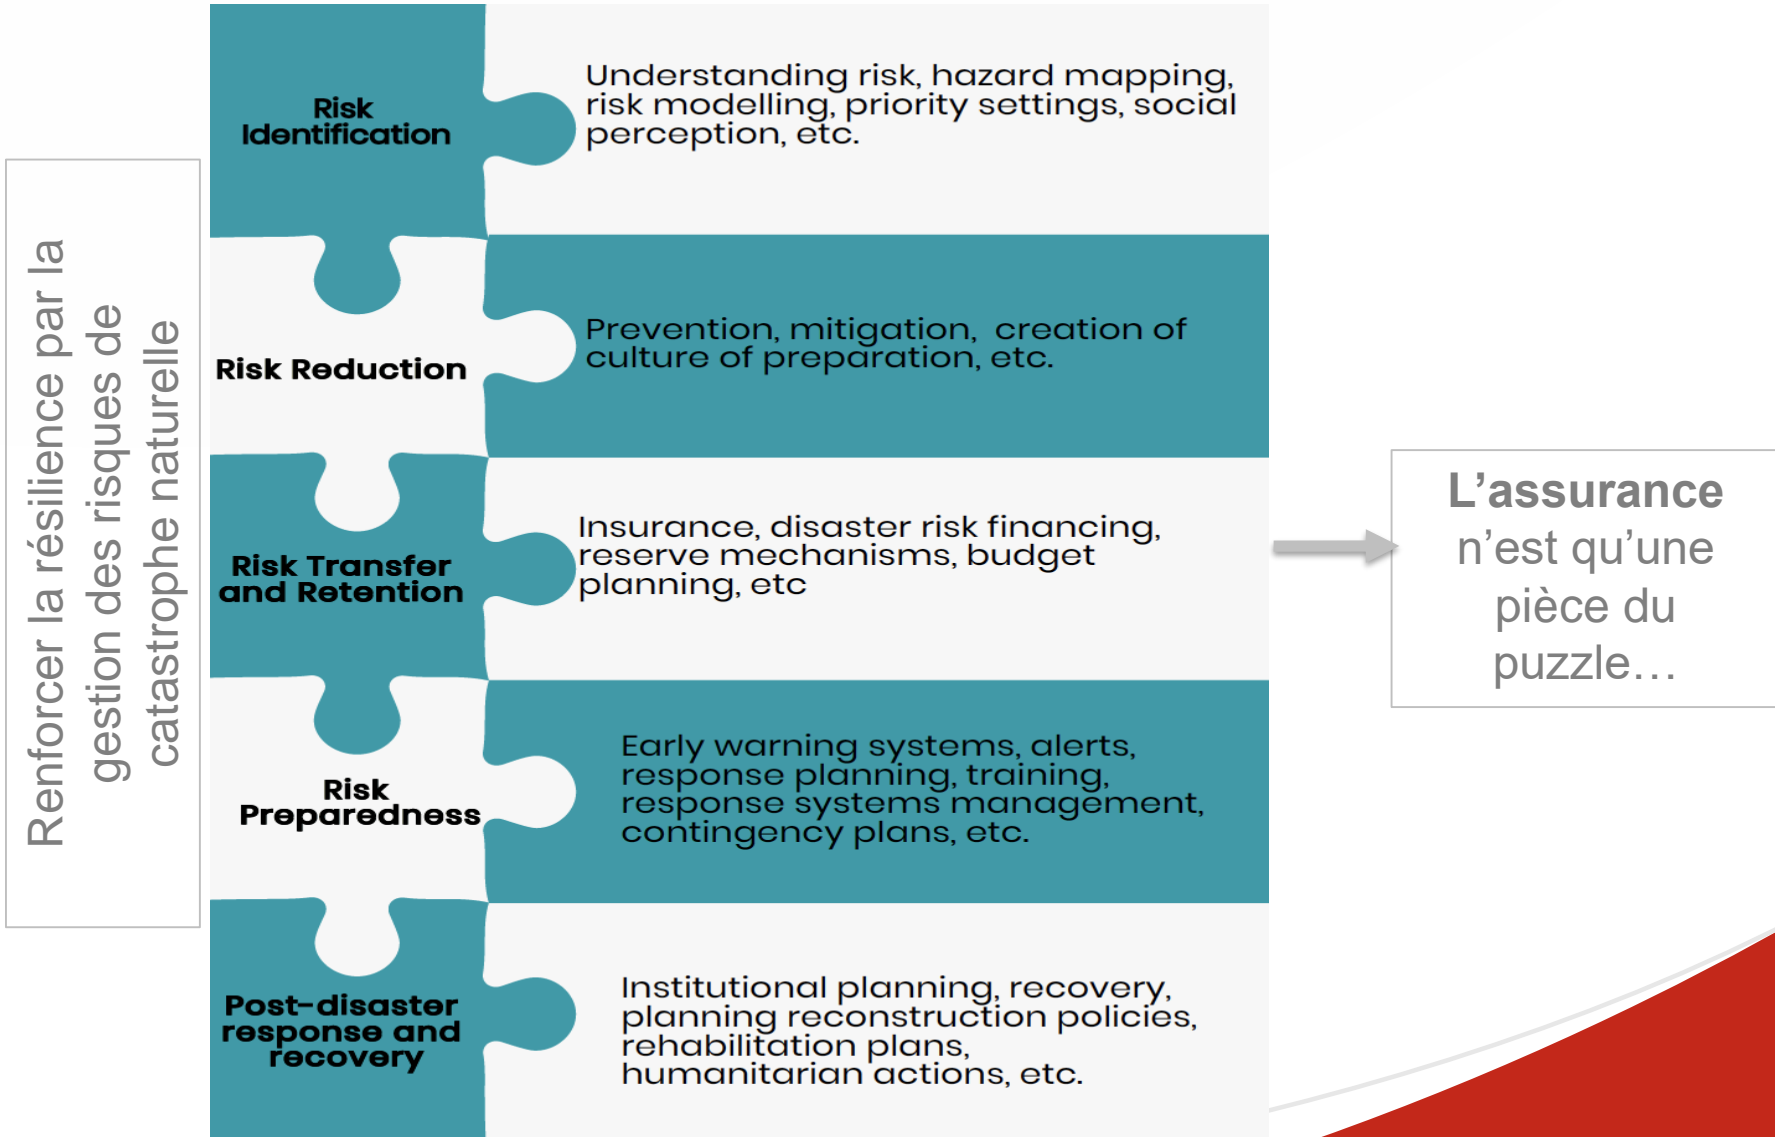 Renforcer la résilience par la
gestion des risques de
catastrophe naturelle
Risk
Identification
Understanding risk, hazard mapping,
risk modelling, priority settings, social
perception, etc.
Risk Reduction
Prevention, mitigation,  creation of
culture of preparation, etc.
Risk Transfer
and Retention
Insurance, disaster risk financing,
reserve mechanisms, budget
planning, etc
L’assurance
n’est qu’une
pièce du
puzzle…
Risk
Preparedness
Early warning systems, alerts,
response planning, training,
response systems management,
contingency plans, etc.
Post-disaster
response and
recovery
Institutional planning, recovery,
planning reconstruction policies,
rehabilitation plans,
humanitarian actions, etc.